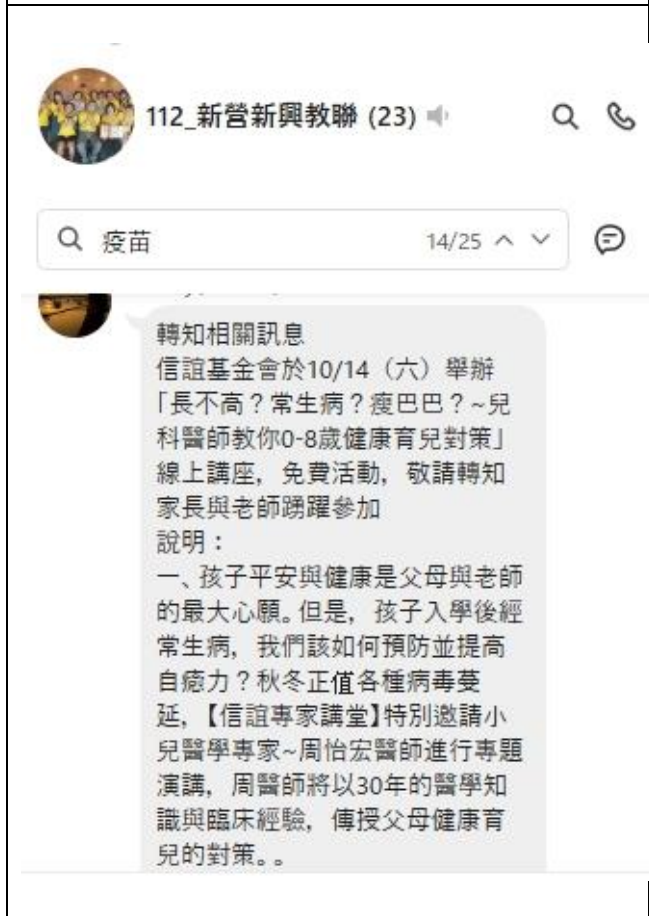 112_新營新興教聯 (23)
疫苗
14/25
轉知相關訊息
信誼基金會於10/14（六）舉辦
「長不高？常生病？瘦巴巴？~兒
科醫師教你0-8歲健康育兒對策」
線上講座，免費活動，敬請轉知
家長與老師踴躍參加
說明：
一、孩子平安與健康是父母與老師
的最大心願。但是，孩子入學後經
常生病，我們該如何預防並提高
自癒力？秋冬正值各種病毒蔓
延，【信誼專家講堂】特別邀請小
兒醫學專家~周怡宏醫師進行專題
演講，周醫師將以30年的醫學知
識與臨床經驗，傳授父母健康育
兒的對策。。